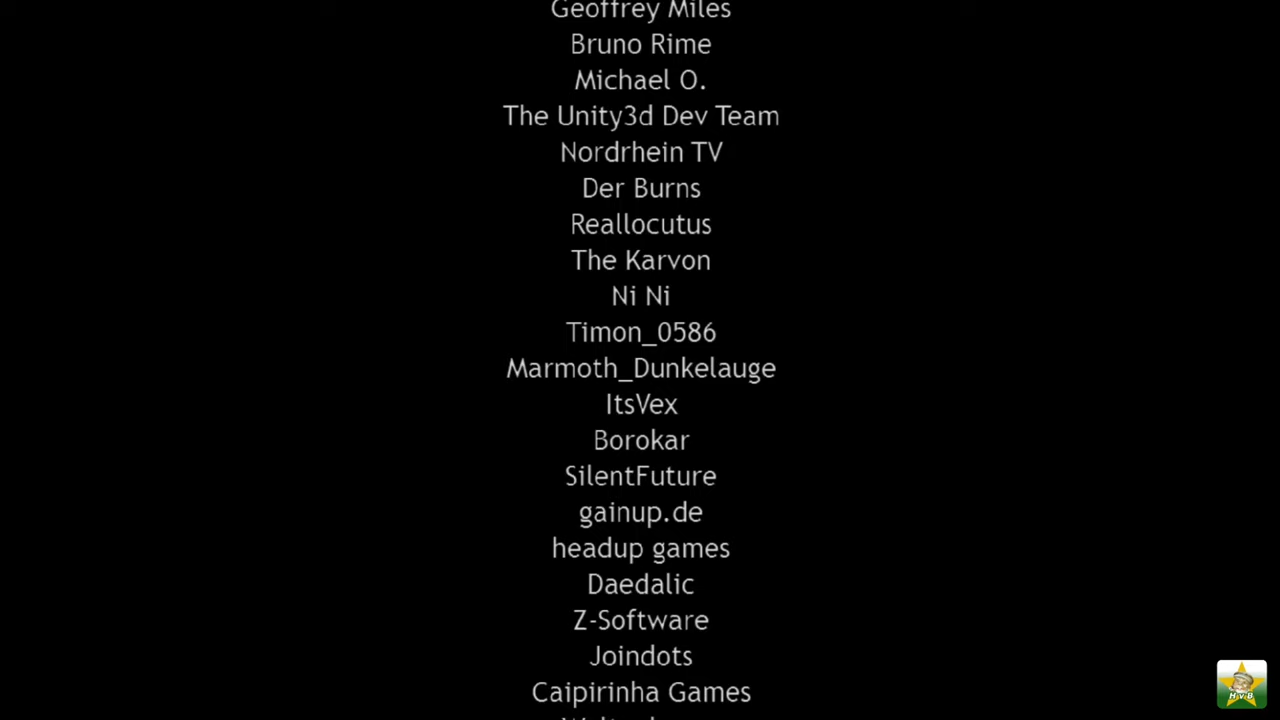 Geoffrey Miles
Bruno Rime
Michael O.
The Unity3d Dev Team
Nordrhein TV
Der Burns
Reallocutus
The Karvon
Ni Ni
Timon_0586
Marmoth_Dunkelauge
ItsVex
Borokar
SilentFuture
gainup.de
headup games
Daedalic
Z-Software
Joindots
Caipirinha Games
HvB